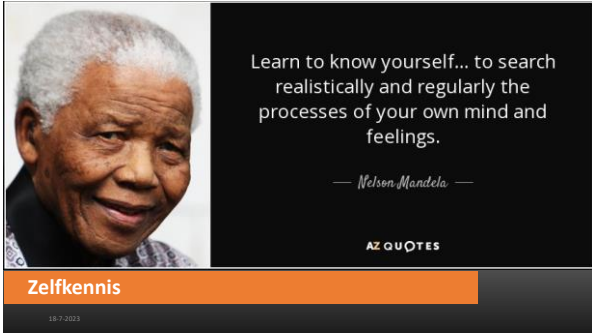 Learn to know yourself... to search
realistically and regularly the
processes of your own mind and
feelings.
Nelson Mandela
AZ QUOTES
Zelfkennis
18-7-2023